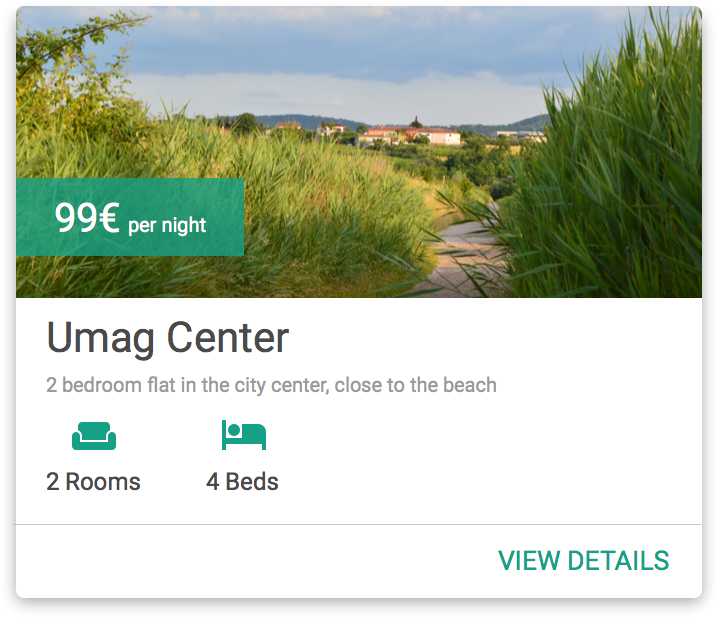 99€ per night
Umag Center
2 bedroom flat in the city center, close to the beach
2 Rooms 4 Beds
VIEW DETAILS